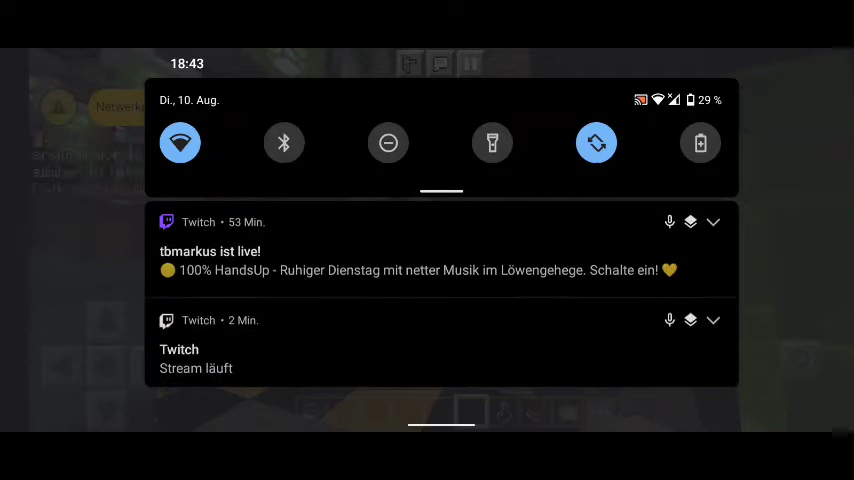 18:43
Di., 10. Aug.
29 %
Netwerk
Twitch • 53 Min.
tbmarkus ist live!
🟡 100% HandsUp - Ruhiger Dienstag mit netter Musik im Löwengehege. Schalte ein! 💛
Twitch • 2 Min.
Twitch
Stream läuft